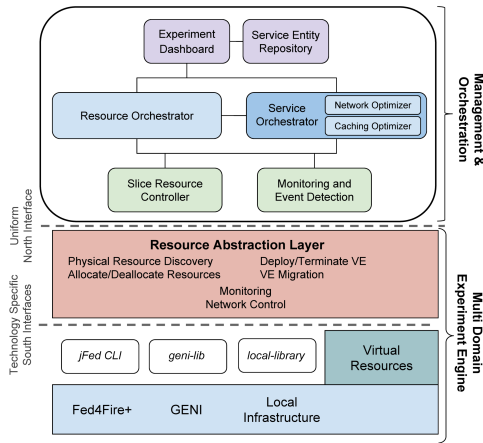 Experiment
Dashboard
Service Entity
Repository
Resource Orchestrator
Service
Orchestrator
Network Optimizer
Caching Optimizer
Slice Resource
Controller
Monitoring and
Event Detection
Management &
Orchestration
Uniform
North Interface
Resource Abstraction Layer
Physical Resource Discovery
Deploy/Terminate VE
Allocate/Deallocate Resources
VE Migration
Monitoring
Network Control
Technology Specific
South Interfaces
Multi Domain
Experiment Engine
jFed CLI
geni-lib
local-library
Virtual
Resources
Fed4Fire+
GENI
Local
Infrastructure